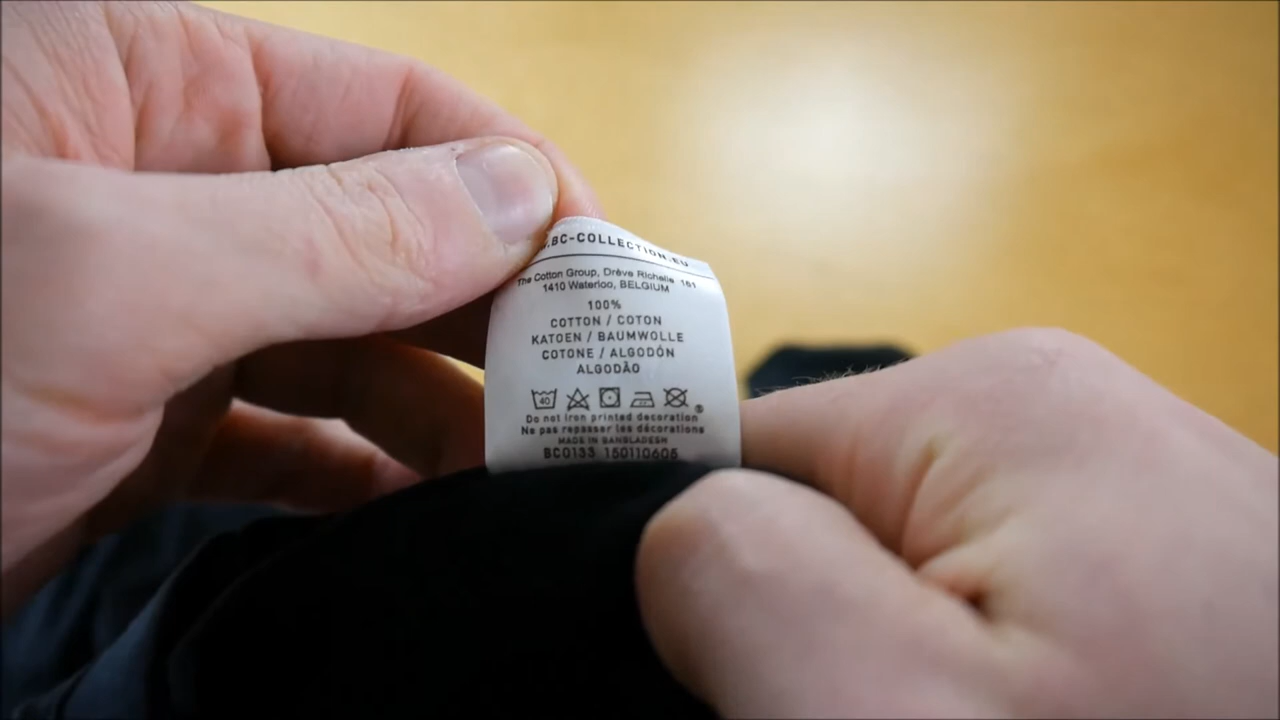 .BC-COLLECTION.EU
The Cotton Group, Drève Richelle 161
1410 Waterloo, BELGIUM
100%
COTTON / COTON
KATOEN / BAUMWOLLE
COTONE / ALGODÓN
ALGODÃO
40
Do not iron printed decoration
Ne pas repasser les décorations
MADE IN BANGLADESH
BC0133 150110605